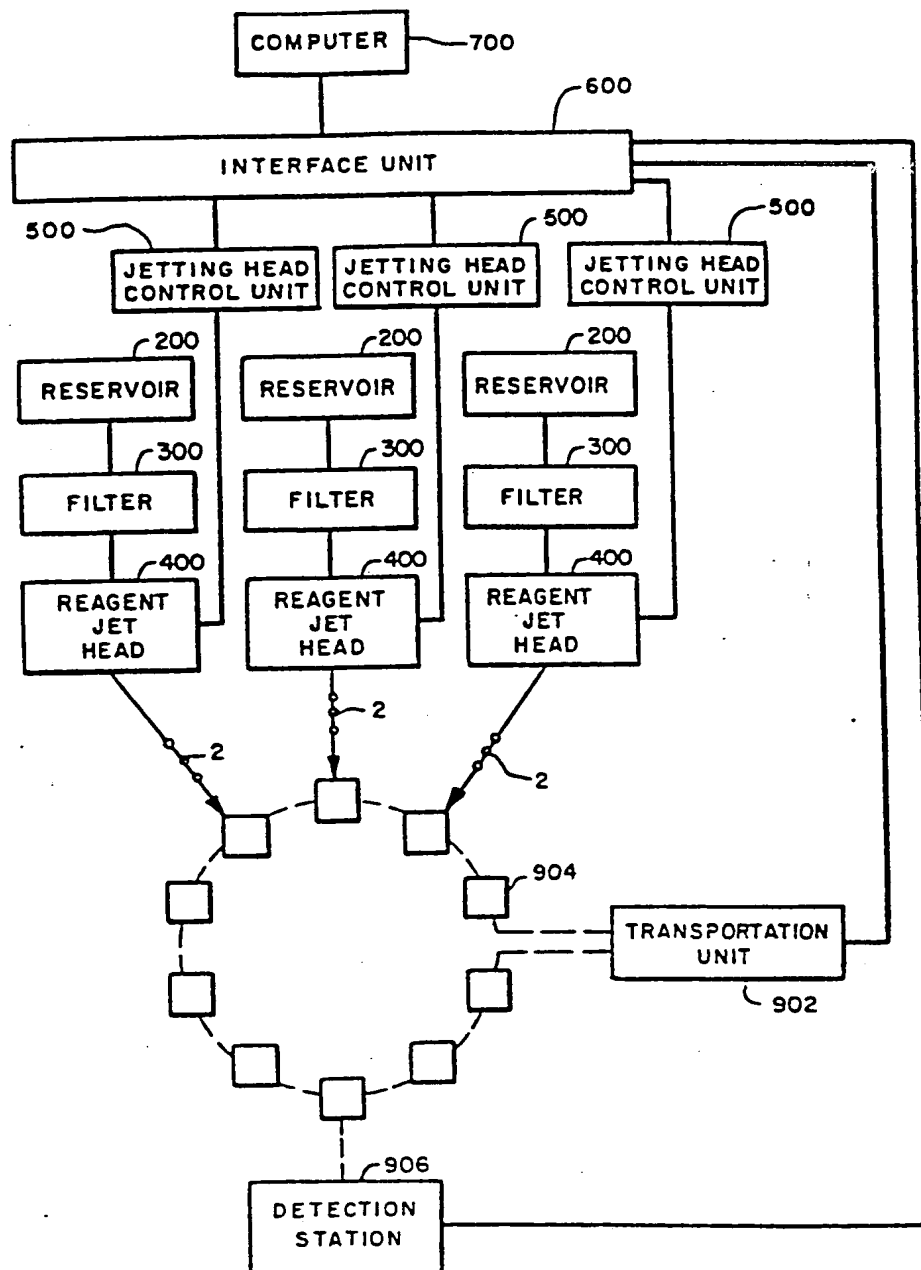 COMPUTER
700
600
INTERFACE UNIT
500
500
500
JETTING HEAD
CONTROL UNIT
JETTING HEAD
CONTROL UNIT
JETTING HEAD
CONTROL UNIT
200
200
200
RESERVOIR
RESERVOIR
RESERVOIR
300
300
300
FILTER
FILTER
FILTER
400
400
400
REAGENT
JET
HEAD
REAGENT
JET
HEAD
REAGENT
JET
HEAD
2
2
2
904
TRANSPORTATION
UNIT
902
906
DETECTION
STATION